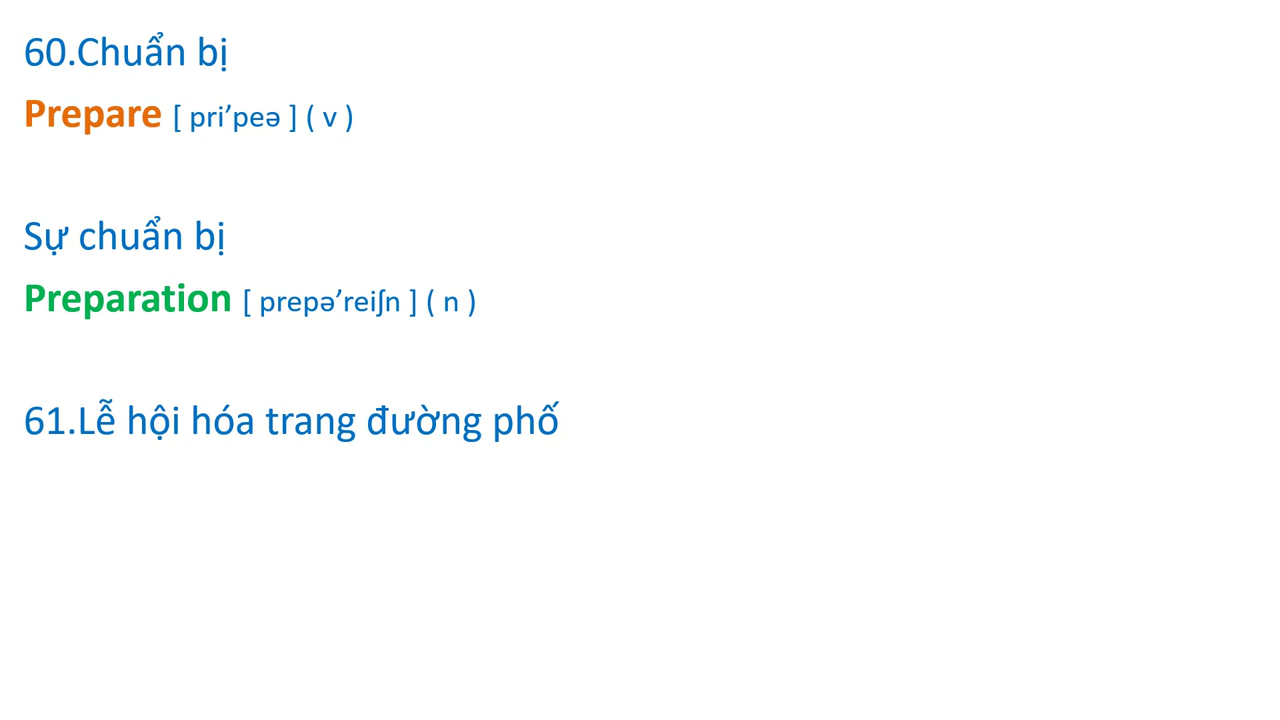 60.Chuẩn bị
Prepare [ pri’peə ] ( v )
Sự chuẩn bị
Preparation [ prepə’reiʃn ] ( n )
61.Lễ hội hóa trang đường phố